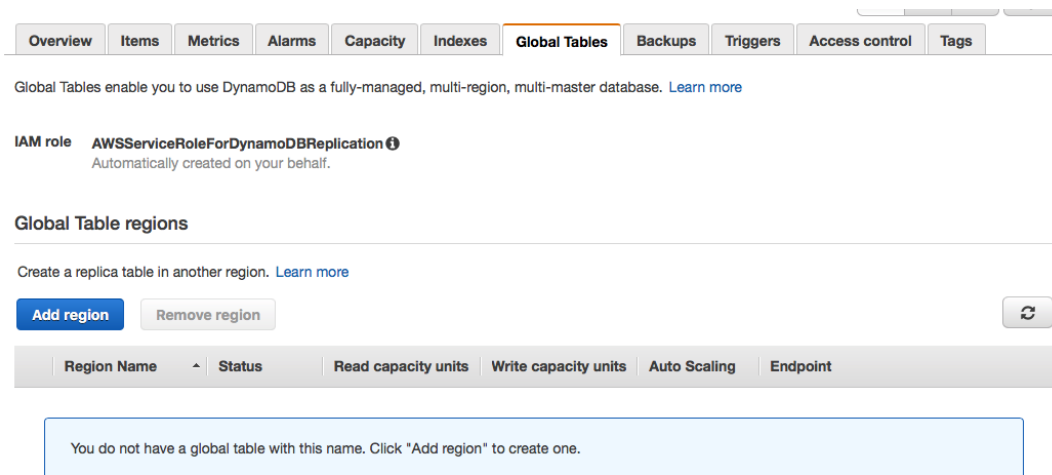 Overview Items Metrics Alarms Capacity Indexes Global Tables Backups Triggers Access control Tags
Global Tables enable you to use DynamoDB as a fully-managed, multi-region, multi-master database. Learn more
IAM role AWSServiceRoleForDynamoDBReplication
Automatically created on your behalf.
Global Table regions
Create a replica table in another region. Learn more
Add region Remove region
Region Name Status Read capacity units Write capacity units Auto Scaling Endpoint
You do not have a global table with this name. Click "Add region" to create one.